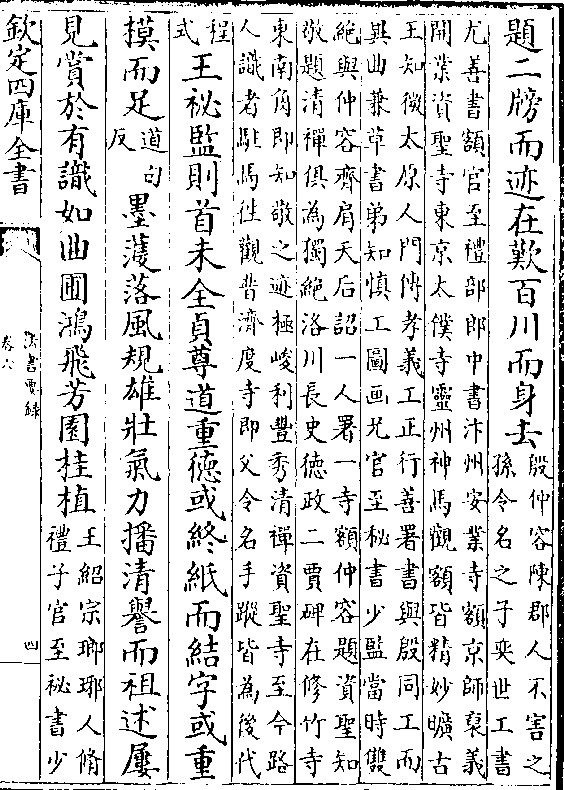 題二牓而迹在歎百川而身去殷仲容陳郡人不害之
孫令名之子奕世工書
尤善書額官至禮部郎中書汴州安業寺額京師裒義
開業資聖寺東京太僕寺靈州神馬觀額皆精妙曠古
王知微太原人門傳孝義工正行善署書與殷同工而
異曲兼草書弟知慎工圖画兄官至秘書少監當時雙
絕與仲容齊肩天后詔一人署一寺額仲容題資聖知
敬題清禪俱為獨絕洛川長史德政二賈碑在修竹寺
東南角即知敬之迹極峻利豐秀清禪資聖寺至今路
人識者駐馬徃觀普濟度寺即父令名手蹤皆為後代
程
式
王祕監則首末全貞尊道重徳或終紙而結字或重
模而足道句
反墨薓落風規雄壯氣力播清譽而祖述屢
見賞於有識如曲圃鴻飛芳園桂植王紹宗瑯琊人脩
禮子官至祕書少
欽定四庫全書
法書要錄
卷六
四